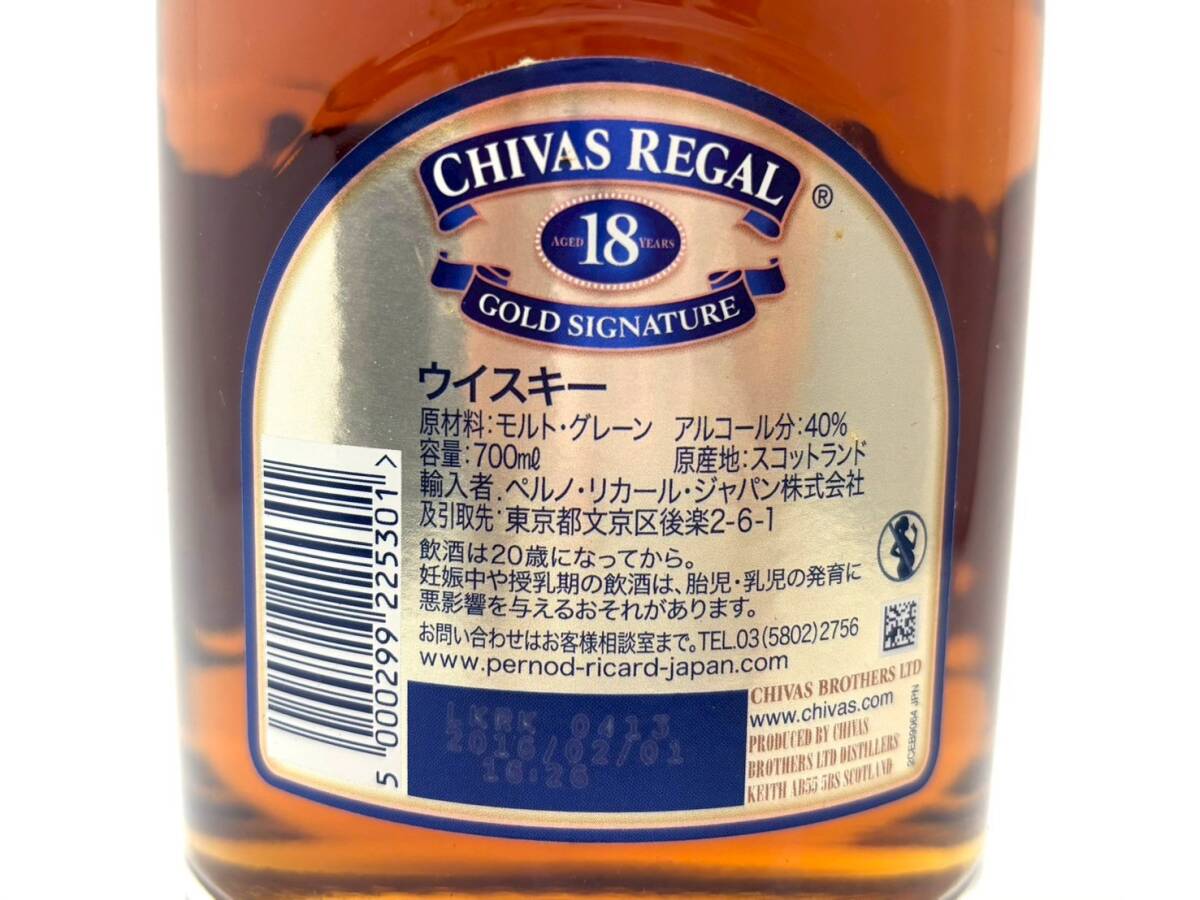 CHIVAS REGAL
®
AGED 18 YEARS
GOLD SIGNATURE
ウイスキー
原材料:モルト・グレーン アルコール分:40%
容量:700ml 原産地:スコットランド
輸入者 . ペルノ・リカール・ジャパン株式会社
及引取先:東京都文京区後楽2-6-1
飲酒は20歳になってから。
妊娠中や授乳期の飲酒は、胎児・乳児の発育に
悪影響を与えるおそれがあります。
お問い合わせはお客様相談室まで。TEL.03(5802)2756
www.pernod-ricard-japan.com
LKRK 0413
2016/02/01
16:26
CHIVAS BROTHERS LTD
www.chivas.com
PRODUCED BY CHIVAS
BROTHERS LTD DISTILLERS
KEITH AB55 5BS SCOTLAND
2CEB9064 JPN
5 000299 225301 >